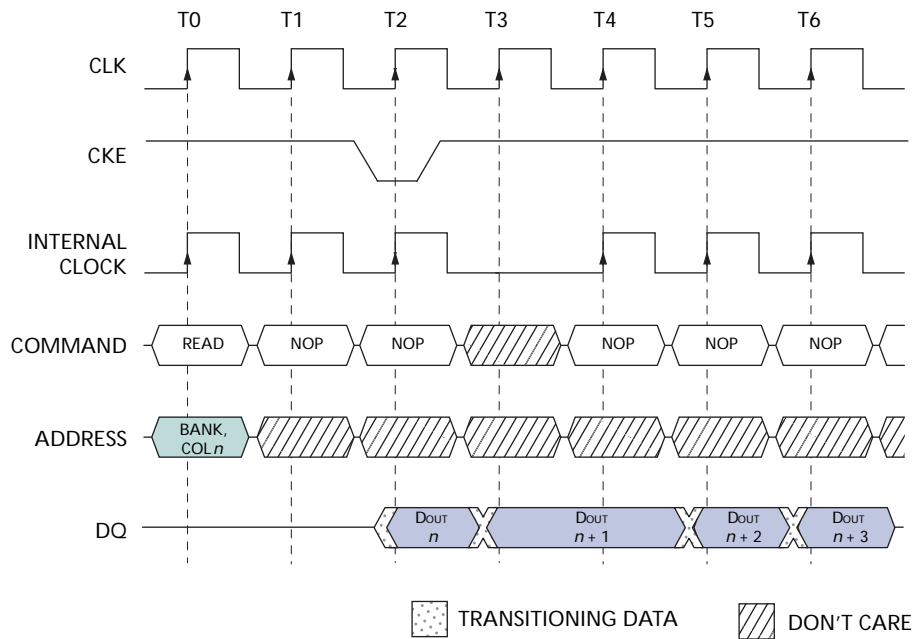 T0 T1 T2 T3 T4 T5 T6
CLK
CKE
INTERNAL
CLOCK
COMMAND READ NOP NOP NOP NOP NOP
ADDRESS BANK,
COL n
DQ DOUT DOUT DOUT DOUT
n n + 1 n + 2 n + 3
TRANSITIONING DATA DON'T CARE